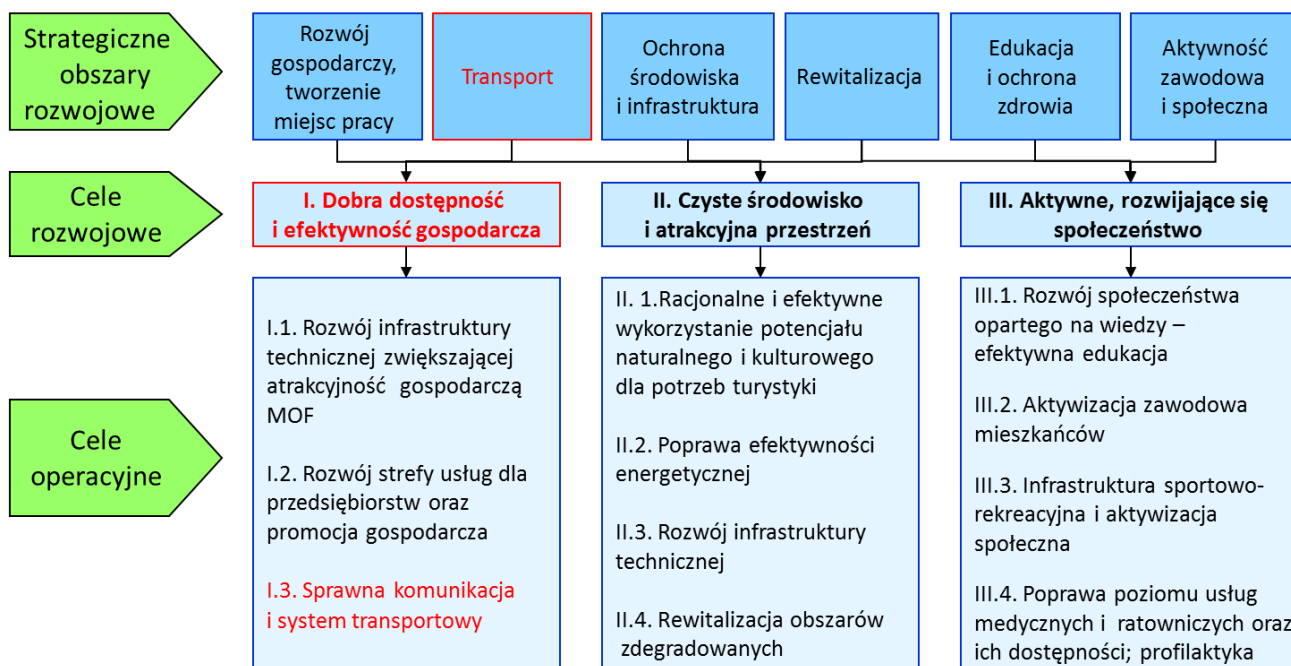 Strategiczne
obszary
rozwojowe
Rozwój
gospodarczy,
tworzenie
miejsc pracy
Transport
Ochrona
środowiska
i infrastruktura
Rewitalizacja
Edukacja
i ochrona
zdrowia
Aktywność
zawodowa
i społeczna
Cele
rozwojowe
I. Dobra dostępność
i efektywność gospodarcza
II. Czyste środowisko
i atrakcyjna przestrzeń
III. Aktywne, rozwijające się
społeczeństwo
Cele
operacyjne
I.1. Rozwój infrastruktury
technicznej zwiększającej
atrakcyjność gospodarczą
MOF
I.2. Rozwój strefy usług dla
przedsiębiorstw oraz
promocja gospodarcza
I.3. Sprawna komunikacja
i system transportowy
II. 1.Racjonalne i efektywne
wykorzystanie potencjału
naturalnego i kulturowego
dla potrzeb turystyki
II.2. Poprawa efektywności
energetycznej
II.3. Rozwój infrastruktury
technicznej
II.4. Rewitalizacja obszarów
zdegradowanych
III.1. Rozwój społeczeństwa
opartego na wiedzy –
efektywna edukacja
III.2. Aktywizacja zawodowa
mieszkańców
III.3. Infrastruktura sportowo-
rekreacyjna i aktywizacja
społeczna
III.4. Poprawa poziomu usług
medycznych i ratowniczych oraz
ich dostępności; profilaktyka